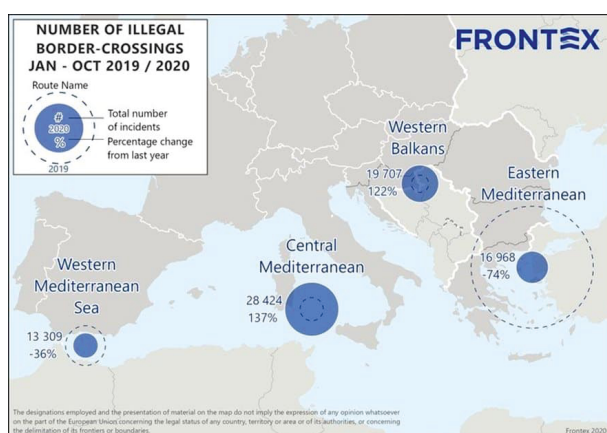 NUMBER OF ILLEGAL
BORDER-CROSSINGS
JAN - OCT 2019 / 2020
Route Name
#
2020
%
2019
Total number
of incidents
Percentage change
from last year
FRONTEX
Western
Balkans
19 707
122%
Eastern
Mediterranean
16 968
-74%
Central
Mediterranean
28 424
137%
Western
Mediterranean
Sea
13 309
-36%
The designations employed and the presentation of material on the map do not imply the expression of any opinion whatsoever
on the part of the European Union concerning the legal status of any country, territory or area or of its authorities, or concerning
the delimitation of its frontiers or boundaries.
Frontex 2020